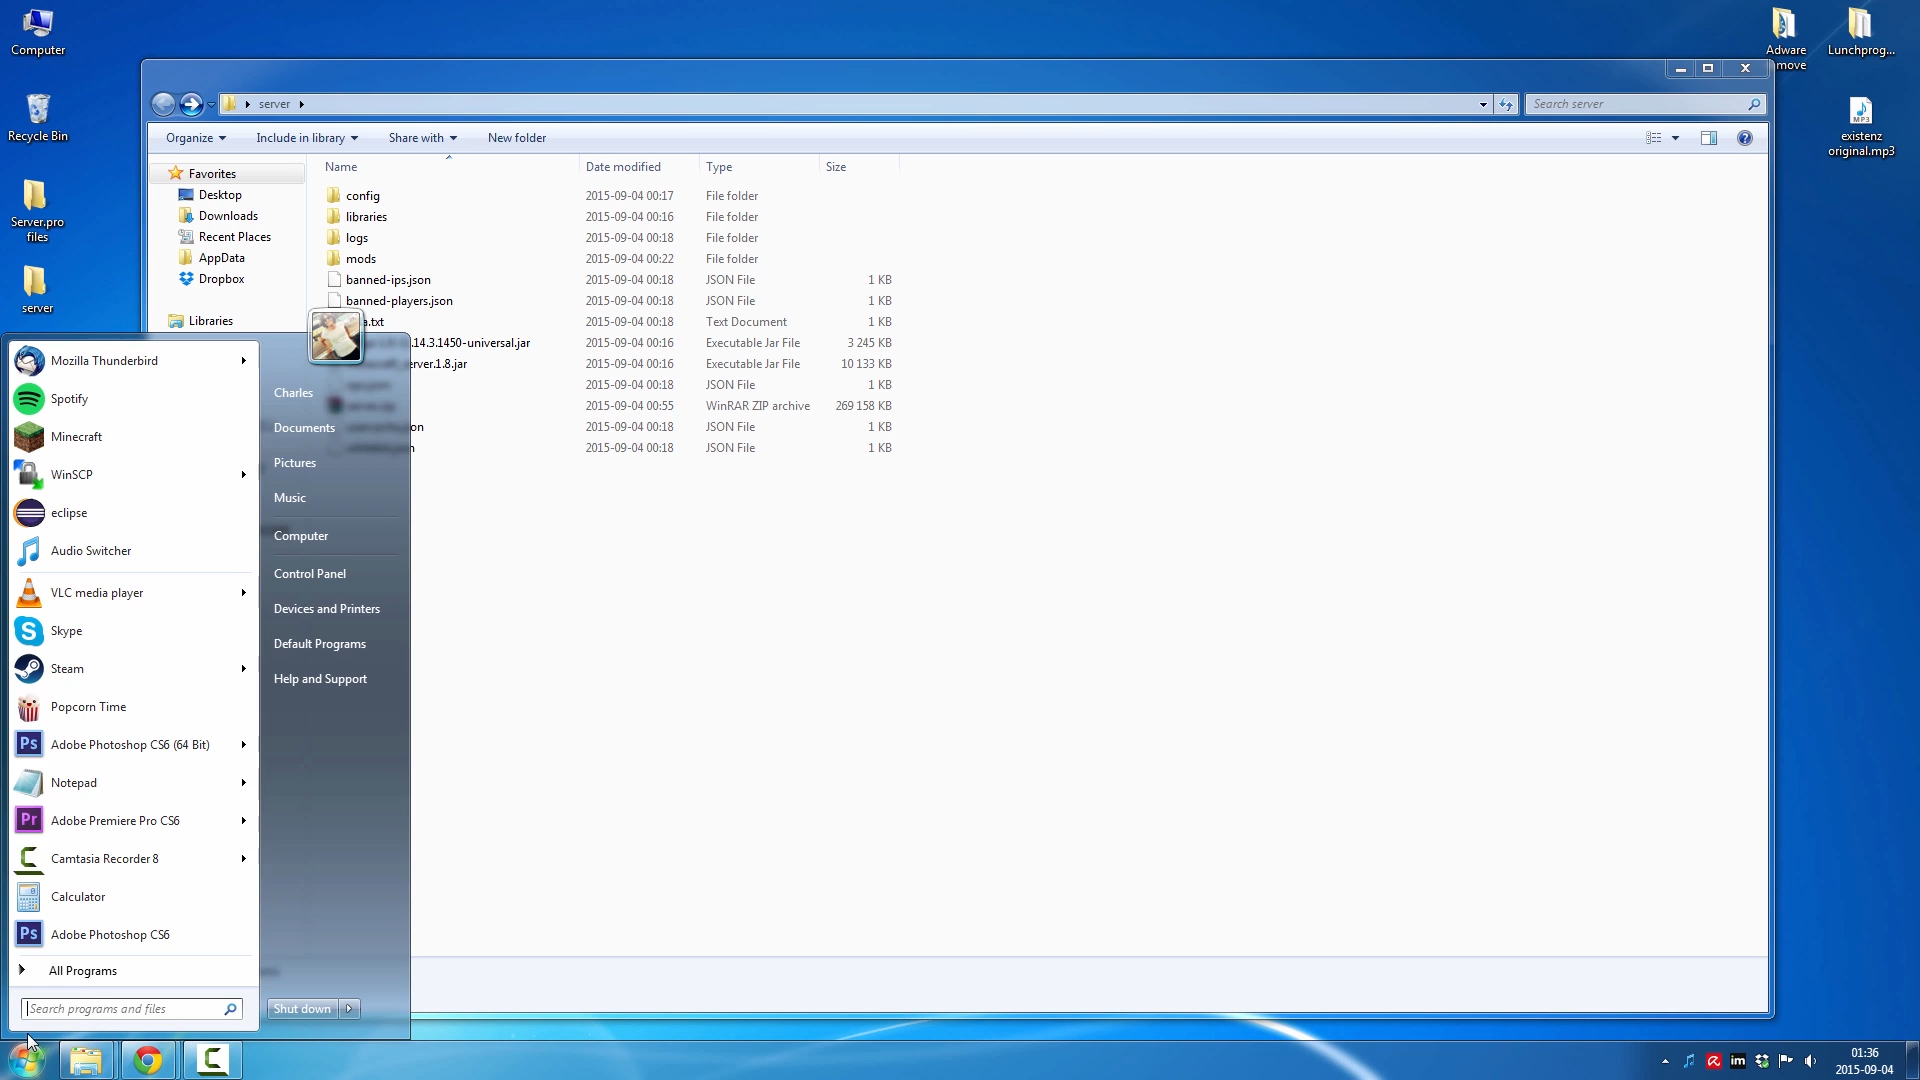 Computer
Recycle Bin
Server.pro
files
server
Adware
move
Lunchprog...
MP3
existenz
original.mp3
server
Search server
Organize
Include in library
Share with
New folder
Name
Date modified
Type
Size
Favorites
Desktop
Downloads
Recent Places
AppData
Dropbox
Libraries
config 2015-09-04 00:17 File folder
libraries 2015-09-04 00:16 File folder
logs 2015-09-04 00:18 File folder
mods 2015-09-04 00:22 File folder
banned-ips.json 2015-09-04 00:18 JSON File 1 KB
banned-players.json 2015-09-04 00:18 JSON File 1 KB
a.txt 2015-09-04 00:18 Text Document 1 KB
.14.3.1450-universal.jar 2015-09-04 00:16 Executable Jar File 3 245 KB
erver.1.8.jar 2015-09-04 00:16 Executable Jar File 10 133 KB
2015-09-04 00:18 JSON File 1 KB
2015-09-04 00:55 WinRAR ZIP archive 269 158 KB
on 2015-09-04 00:18 JSON File 1 KB
2015-09-04 00:18 JSON File 1 KB
Mozilla Thunderbird
Spotify
Minecraft
WinSCP
eclipse
Audio Switcher
VLC media player
Skype
Steam
Popcorn Time
Ps Adobe Photoshop CS6 (64 Bit)
Notepad
Pr Adobe Premiere Pro CS6
Camtasia Recorder 8
Calculator
Ps Adobe Photoshop CS6
All Programs
Search programs and files
Charles
Documents
Pictures
Music
Computer
Control Panel
Devices and Printers
Default Programs
Help and Support
Shut down
im
01:36
2015-09-04